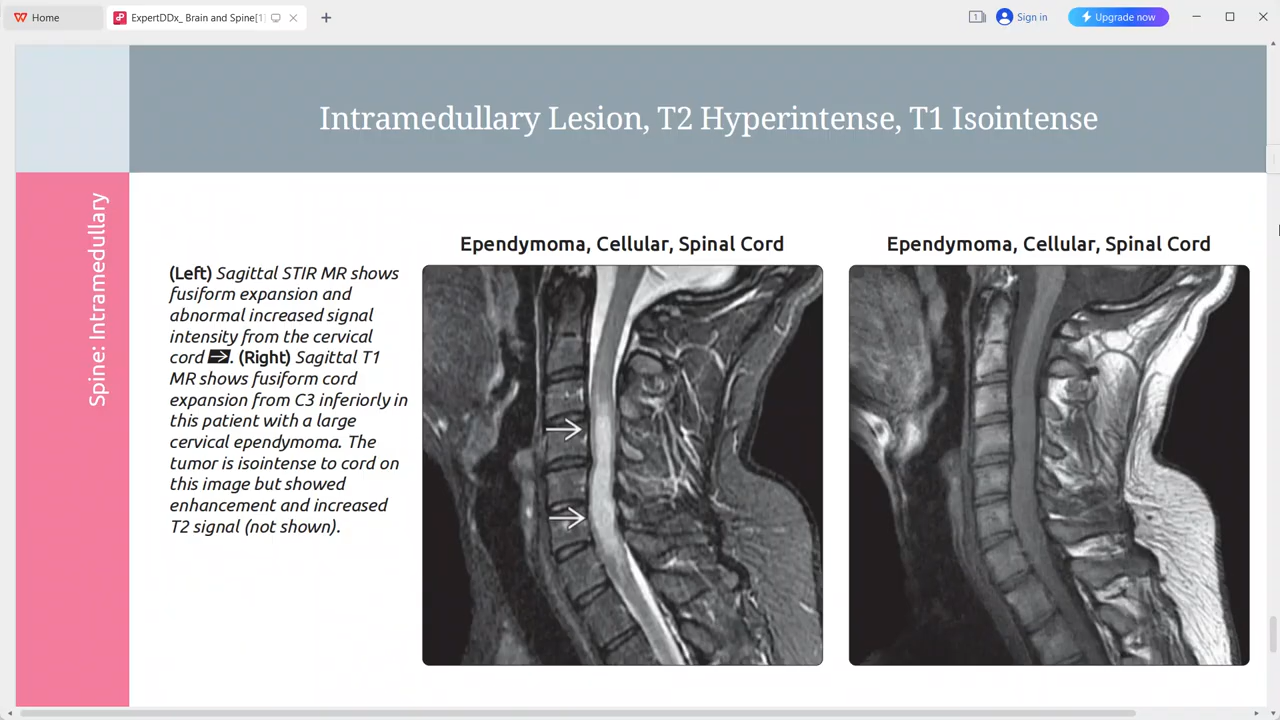 Home
ExpertDDx_ Brain and Spine[1]
1
Sign in
Upgrade now
Intramedullary Lesion, T2 Hyperintense, T1 Isointense
Spine: Intramedullary
(Left) Sagittal STIR MR shows
fusiform expansion and
abnormal increased signal
intensity from the cervical
cord ➔. (Right) Sagittal T1
MR shows fusiform cord
expansion from C3 inferiorly in
this patient with a large
cervical ependymoma. The
tumor is isointense to cord on
this image but showed
enhancement and increased
T2 signal (not shown).
Ependymoma, Cellular, Spinal Cord
Ependymoma, Cellular, Spinal Cord